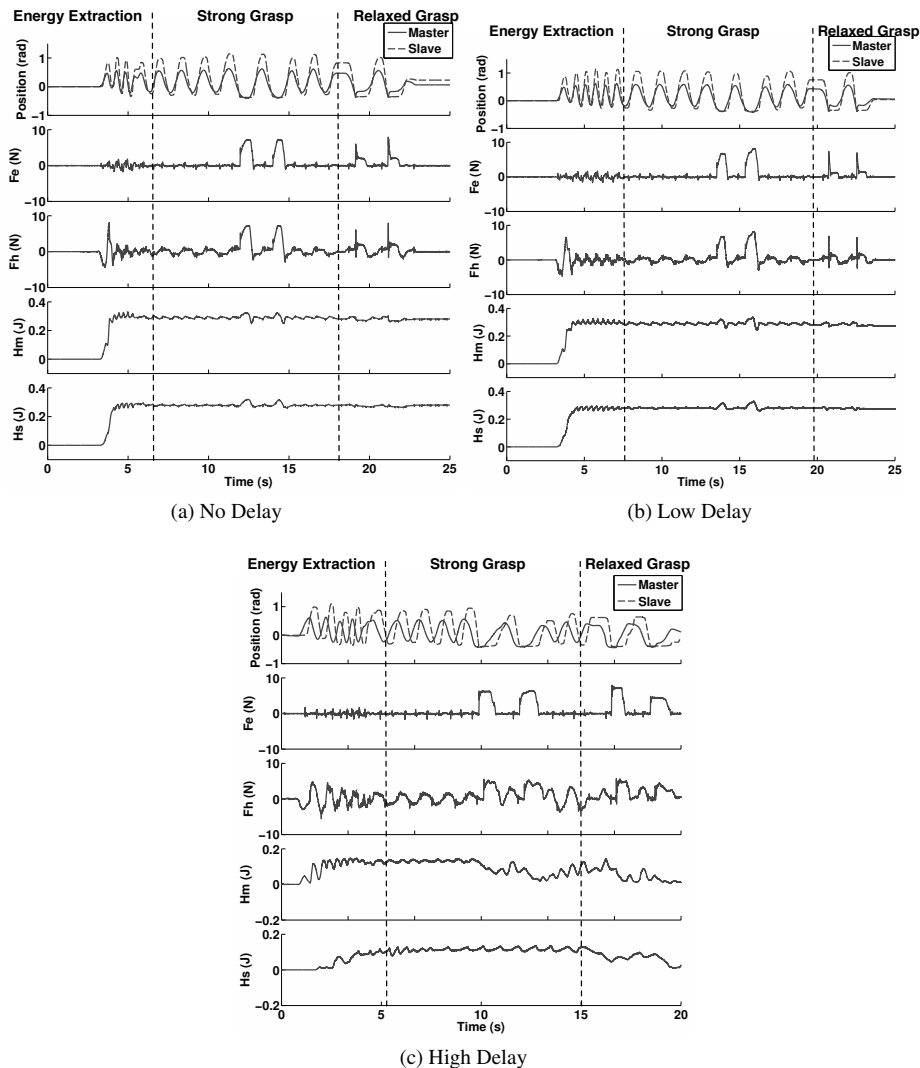 Energy Extraction Strong Grasp Relaxed Grasp
Master
Slave
Position (rad)
1
0
−1
Fe (N)
10
0
−10
Fh (N)
10
0
−10
Hm (J)
0.4
0.2
0
Hs (J)
0.4
0.2
0
0 5 10 15 20 25
Time (s)
(a) No Delay
Energy Extraction Strong Grasp Relaxed Grasp
Master
Slave
Position (rad)
1
0
−1
Fe (N)
10
0
−10
Fh (N)
10
0
−10
Hm (J)
0.4
0.2
0
Hs (J)
0.4
0.2
0
0 5 10 15 20 25
Time (s)
(b) Low Delay
Energy Extraction Strong Grasp Relaxed Grasp
Master
Slave
Position (rad)
1
0
−1
Fe (N)
10
0
−10
Fh (N)
10
0
−10
Hm (J)
0.2
0
−0.2
Hs (J)
0.2
0
−0.2
0 5 10 15 20
Time (s)
(c) High Delay